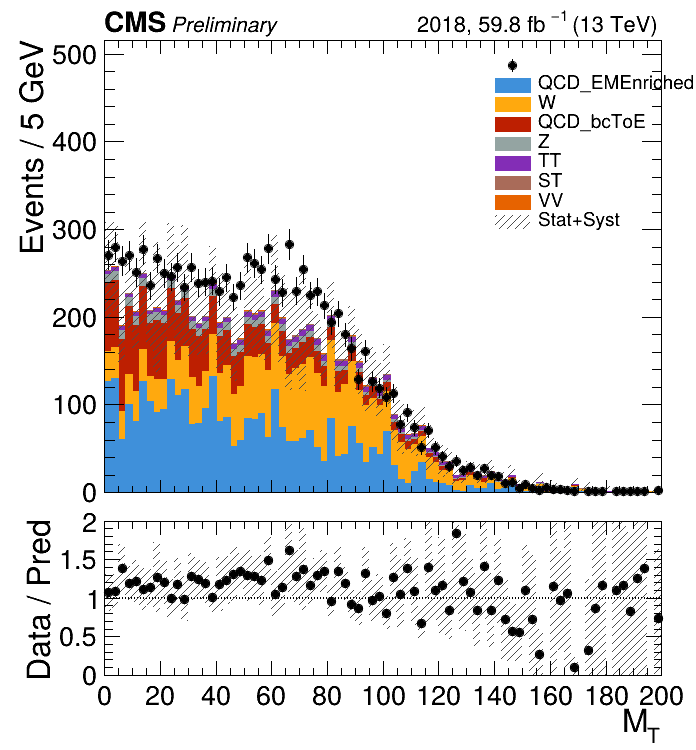 CMS Preliminary 2018, 59.8 fb⁻¹ (13 TeV)
Events / 5 GeV
500
400
300
200
100
0
QCD_EMEnriched
W
QCD_bcToE
Z
TT
ST
VV
Stat+Syst
Data / Pred
2
1.5
1
0.5
0
0 20 40 60 80 100 120 140 160 180 200
M_T